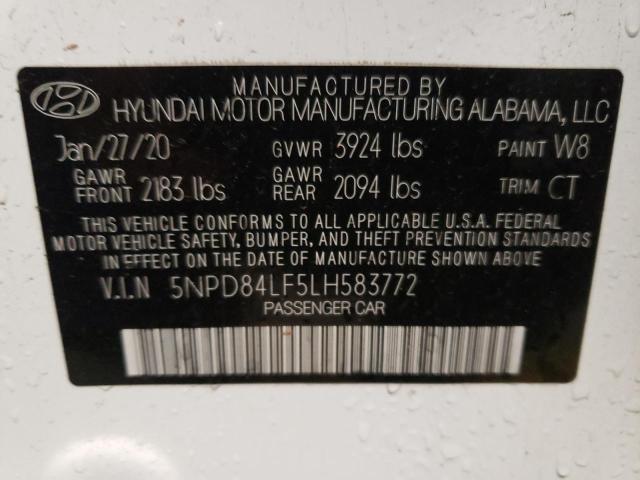 MANUFACTURED BY
HYUNDAI MOTOR MANUFACTURING ALABAMA, LLC
Jan/27/20 GVWR 3924 lbs PAINT W8
GAWR FRONT 2183 lbs GAWR REAR 2094 lbs TRIM CT
THIS VEHICLE CONFORMS TO ALL APPLICABLE U.S.A. FEDERAL
MOTOR VEHICLE SAFETY, BUMPER, AND THEFT PREVENTION STANDARDS
IN EFFECT ON THE DATE OF MANUFACTURE SHOWN ABOVE.
V.I.N 5NPD84LF5LH583772
PASSENGER CAR